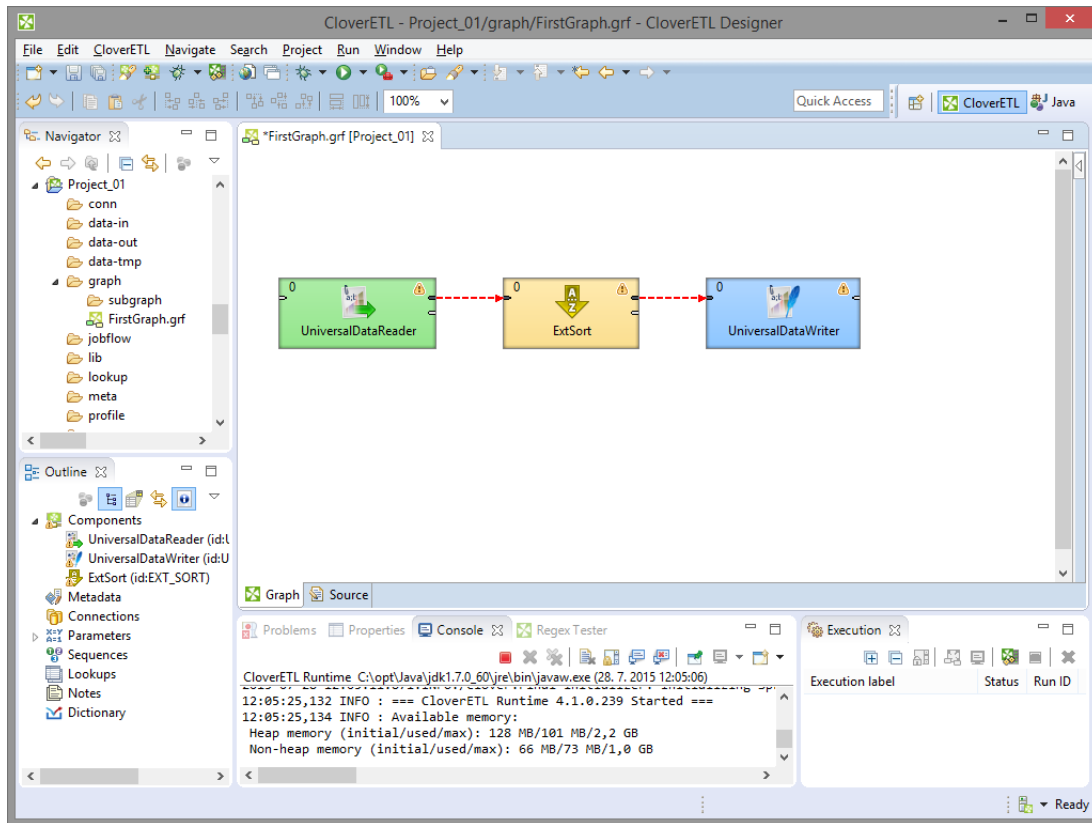 CloverETL - Project_01/graph/FirstGraph.grf - CloverETL Designer
File Edit CloverETL Navigate Search Project Run Window Help
100% Quick Access CloverETL Java
Navigator
Project_01
conn
data-in
data-out
data-tmp
graph
subgraph
FirstGraph.grf
jobflow
lib
lookup
meta
profile
*FirstGraph.grf [Project_01]
0 UniversalDataReader
0 ExtSort
0 UniversalDataWriter
Graph Source
Outline
Components
UniversalDataReader (id:U
UniversalDataWriter (id:U
ExtSort (id:EXT_SORT)
Metadata
Connections
Parameters
Sequences
Lookups
Notes
Dictionary
Problems Properties Console Regex Tester
CloverETL Runtime C:\opt\Java\jdk1.7.0_60\jre\bin\javaw.exe (28. 7. 2015 12:05:06)
12:05:25,132 INFO : === CloverETL Runtime 4.1.0.239 Started ===
12:05:25,134 INFO : Available memory:
Heap memory (initial/used/max): 128 MB/101 MB/2,2 GB
Non-heap memory (initial/used/max): 66 MB/73 MB/1,0 GB
Execution
Execution label Status Run ID
Ready